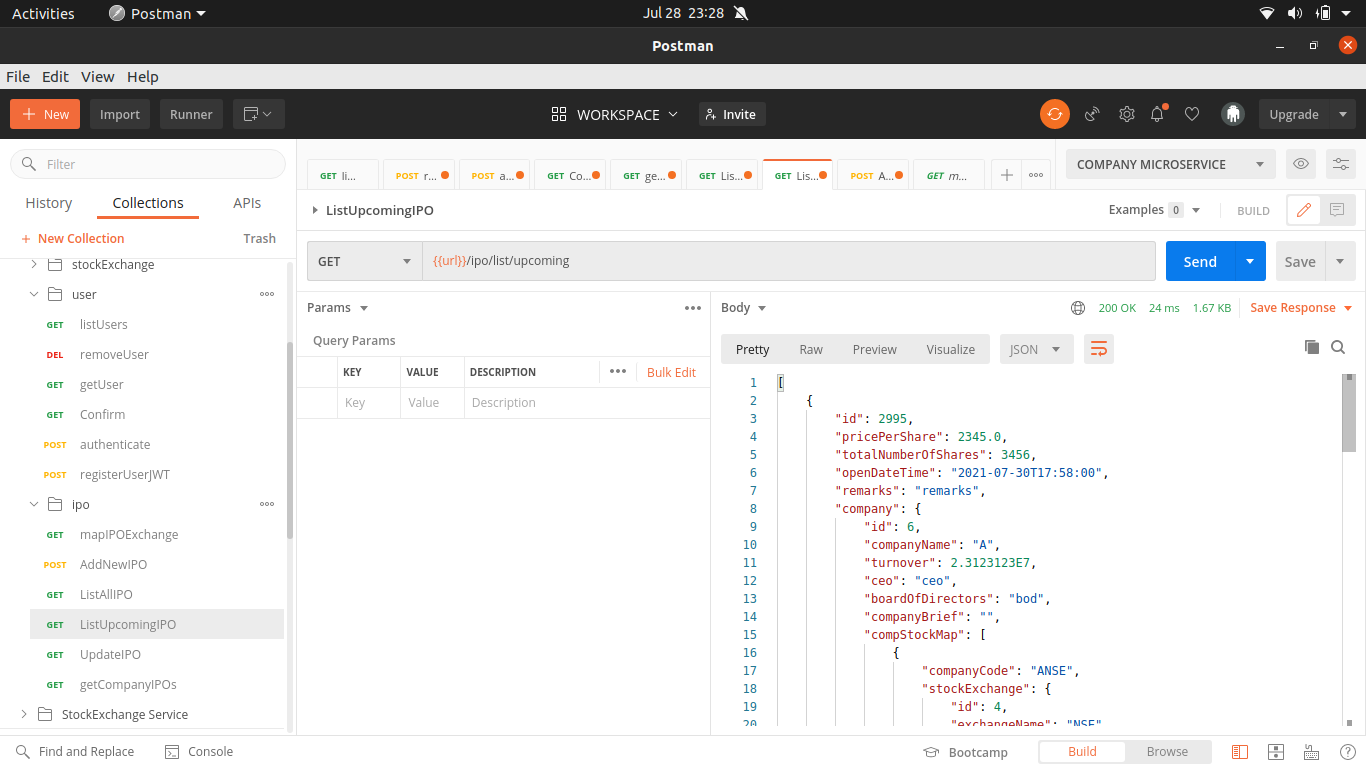 Activities Postman Jul 28 23:28
Postman
File Edit View Help
New Import Runner WORKSPACE Invite Upgrade
Filter
History Collections APIs
+ New Collection Trash
stockExchange
user
GET listUsers
DEL removeUser
GET getUser
GET Confirm
POST authenticate
POST registerUserJWT
ipo
GET mapIPOExchange
POST AddNewIPO
GET ListAllIPO
GET ListUpcomingIPO
GET UpdateIPO
GET getCompanyIPOs
StockExchange Service
GET li... POST r... POST a... GET Co... GET ge... GET Lis... GET Lis... POST A... GET m... COMPANY MICROSERVICE
ListUpcomingIPO Examples 0 BUILD
GET {{url}}/ipo/list/upcoming Send Save
Params
Query Params
KEY VALUE DESCRIPTION Bulk Edit
Key Value Description
Body 200 OK 24 ms 1.67 KB Save Response
Pretty Raw Preview Visualize JSON
1 [
2 {
3 "id": 2995,
4 "pricePerShare": 2345.0,
5 "totalNumberOfShares": 3456,
6 "openDateTime": "2021-07-30T17:58:00",
7 "remarks": "remarks",
8 "company": {
9 "id": 6,
10 "companyName": "A",
11 "turnover": 2.3123123E7,
12 "ceo": "ceo",
13 "boardOfDirectors": "bod",
14 "companyBrief": "",
15 "compStockMap": [
16 {
17 "companyCode": "ANSE",
18 "stockExchange": {
19 "id": 4,
20 "exchangeName": "NSE"
Find and Replace Console Bootcamp Build Browse